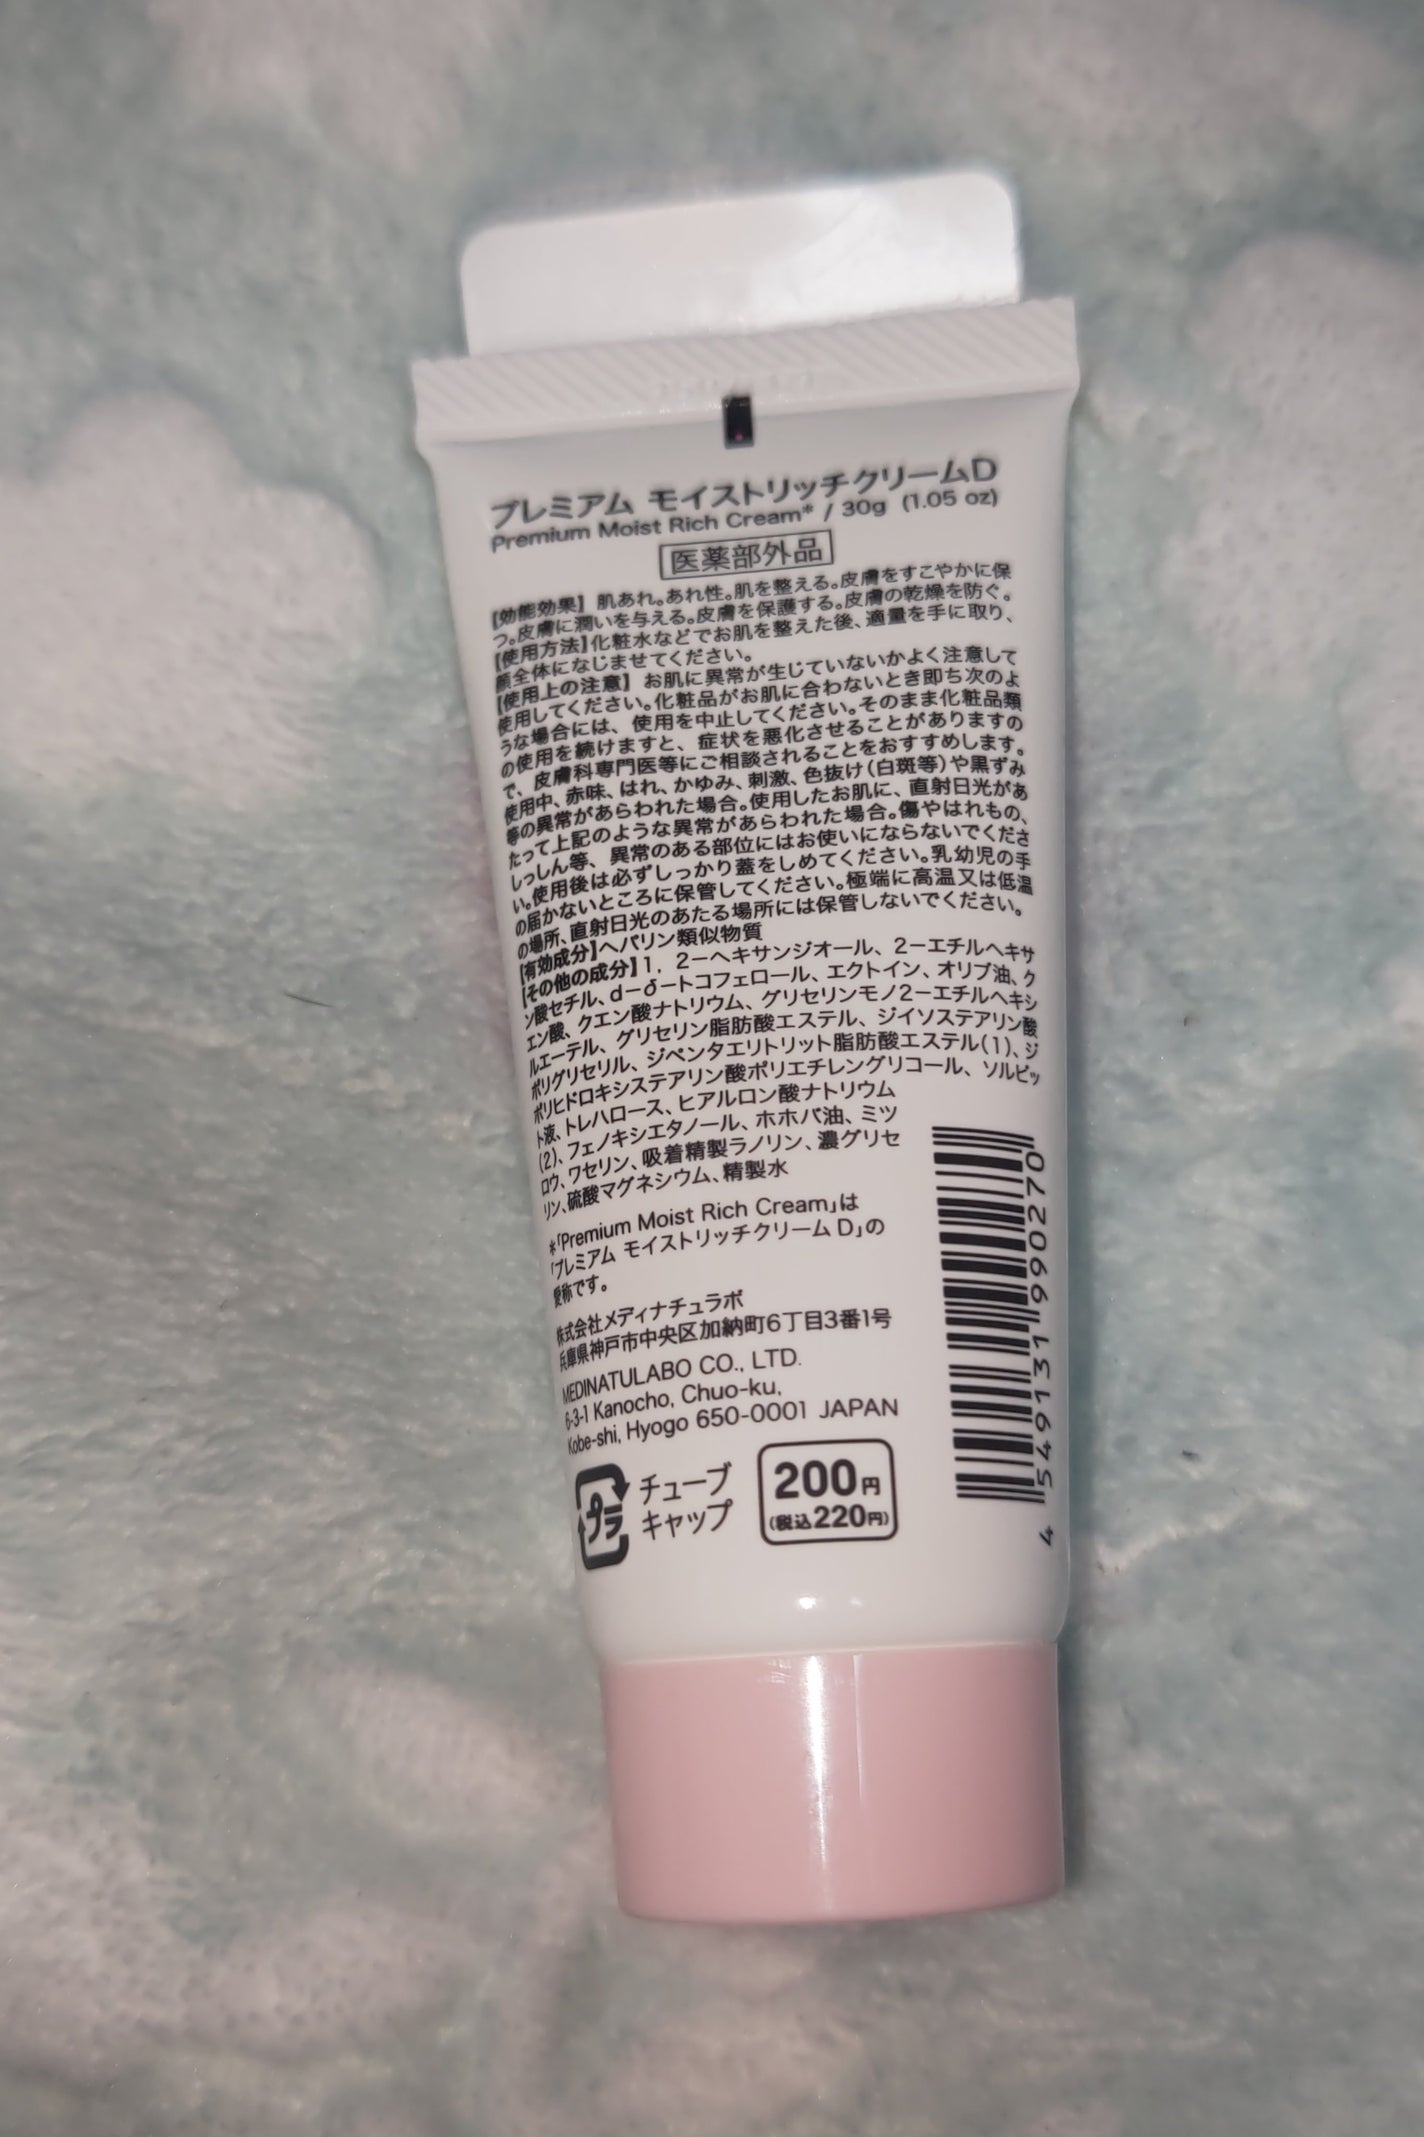 プレミアム モイストリッチクリームD
Premium Moist Rich Cream* / 30g (1.05 oz)
医薬部外品
【効能効果】 肌あれ。あれ性。肌を整える。皮膚をすこやかに保
つ。皮膚に潤いを与える。皮膚を保護する。皮膚の乾燥を防ぐ。
【使用方法】化粧水などでお肌を整えた後、適量を手に取り、
顔全体になじませてください。
【使用上の注意】 お肌に異常が生じていないかよく注意して
使用してください。化粧品がお肌に合わないとき即ち次のよ
うな場合には、使用を中止してください。そのまま化粧品類
の使用を続けますと、症状を悪化させることがありますの
で、皮膚科専門医等にご相談されることをおすすめします。
使用中、赤味、はれ、かゆみ、刺激、色抜け(白斑等)や黒ずみ
等の異常があらわれた場合。使用したお肌に、直射日光があ
たって上記のような異常があらわれた場合。傷やはれもの、
しっしん等、異常のある部位にはお使いにならないでくださ
い。使用後は必ずしっかり蓋をしめてください。乳幼児の手
の届かないところに保管してください。極端に高温又は低温
の場所、直射日光のあたる場所には保管しないでください。
【有効成分】ヘパリン類似物質
【その他の成分】1，2ーヘキサンジオール、2ーエチルヘキサ
ン酸セチル、dーδートコフェロール、エクトイン、オリブ油、ク
エン酸、クエン酸ナトリウム、グリセリンモノ2ーエチルヘキシ
ルエーテル、グリセリン脂肪酸エステル、ジイソステアリン酸
ポリグリセリル、ジペンタエリトリット脂肪酸エステル(1)、ジ
ポリヒドロキシステアリン酸ポリエチレングリコール、ソルビッ
ト液、トレハロース、ヒアルロン酸ナトリウム
(2)、フェノキシエタノール、ホホバ油、ミツ
ロウ、ワセリン、吸着精製ラノリン、濃グリセ
リン、硫酸マグネシウム、精製水
*「Premium Moist Rich Cream」は
「プレミアム モイストリッチクリーム D」の
愛称です。
株式会社メディナチュラボ
兵庫県神戸市中央区加納町6丁目3番1号
MEDINATULABO CO., LTD.
6-3-1 Kanocho, Chuo-ku,
Kobe-shi, Hyogo 650-0001 JAPAN
プラ
チューブ
キャップ
200円
(税込220円)
4 549131 990270